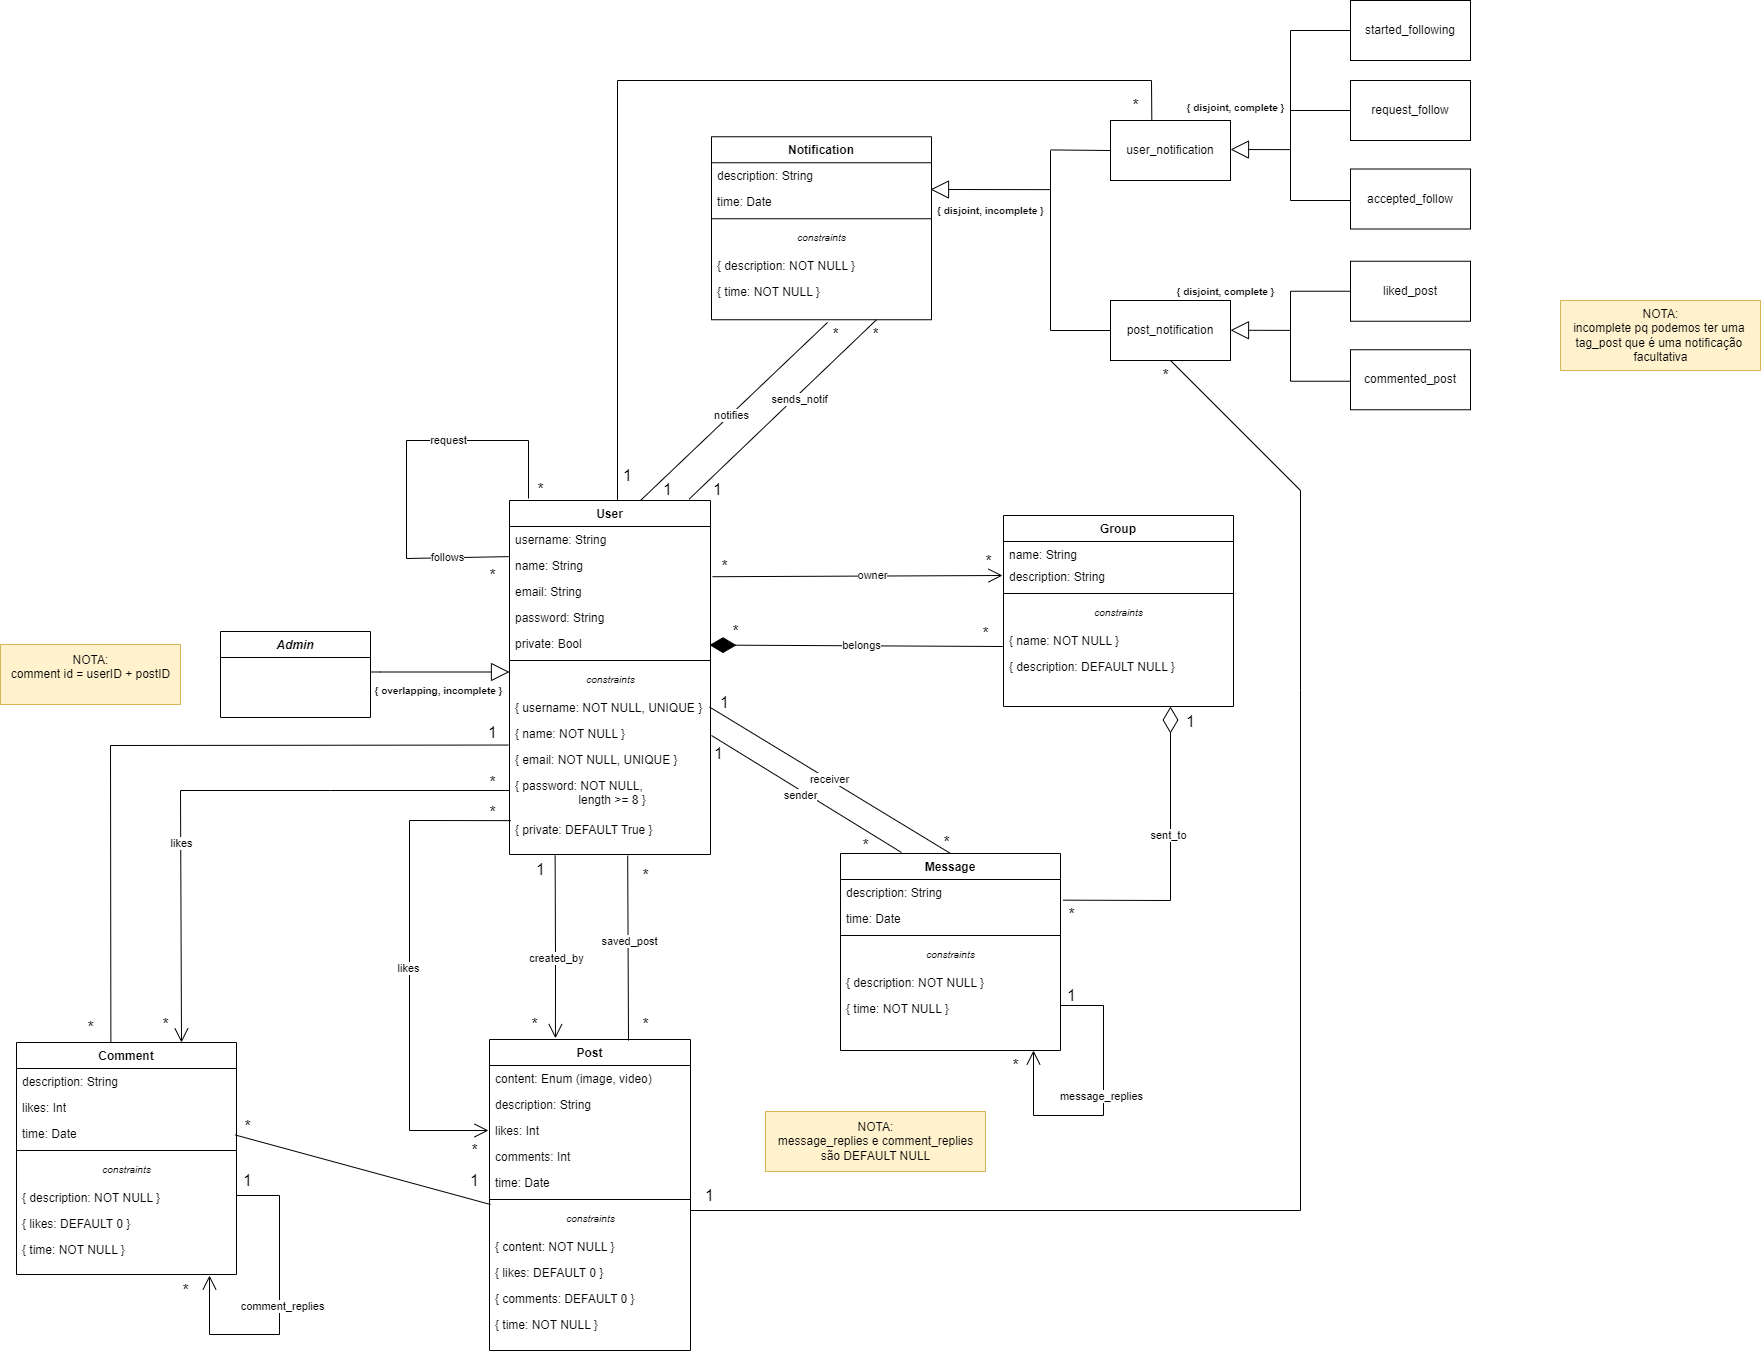 started_following
{ disjoint, complete }
request_follow
*
user_notification
accepted_follow
Notification
description: String
time: Date
constraints
{ description: NOT NULL }
{ time: NOT NULL }
*
*
{ disjoint, incomplete }
{ disjoint, complete }
liked_post
post_notification
commented_post
*
NOTA:
incomplete pq podemos ter uma
tag_post que é uma notificação
facultativa
notifies
sends_notif
request
*
follows
*
1
1
1
User
username: String
name: String
email: String
password: String
private: Bool
constraints
{ username: NOT NULL, UNIQUE }
{ name: NOT NULL }
{ email: NOT NULL, UNIQUE }
{ password: NOT NULL,
length >= 8 }
{ private: DEFAULT True }
*
owner
*
*
belongs
*
Group
name: String
description: String
constraints
{ name: NOT NULL }
{ description: DEFAULT NULL }
1
sent_to
*
NOTA:
comment id = userID + postID
Admin
{ overlapping, incomplete }
1
*
*
likes
likes
1
created_by
*
*
saved_post
*
1
1
receiver
sender
*
*
Message
description: String
time: Date
constraints
{ description: NOT NULL }
{ time: NOT NULL }
1
*
message_replies
*
*
Comment
description: String
likes: Int
time: Date
constraints
{ description: NOT NULL }
{ likes: DEFAULT 0 }
{ time: NOT NULL }
*
1
*
comment_replies
*
1
Post
content: Enum (image, video)
description: String
likes: Int
comments: Int
time: Date
constraints
{ content: NOT NULL }
{ likes: DEFAULT 0 }
{ comments: DEFAULT 0 }
{ time: NOT NULL }
1
NOTA:
message_replies e comment_replies
são DEFAULT NULL